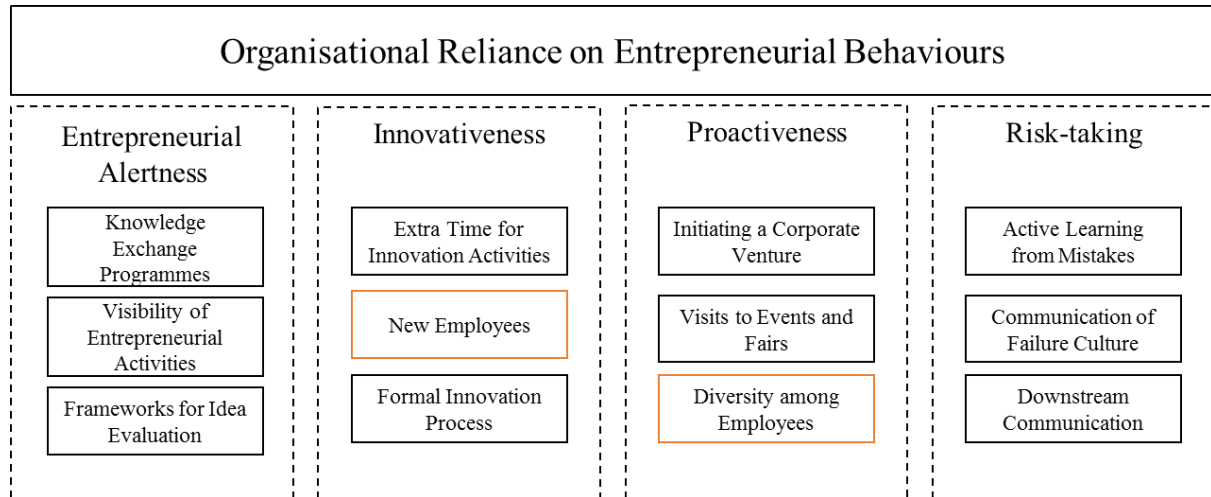 Organisational Reliance on Entrepreneurial Behaviours
Entrepreneurial
Alertness
Knowledge
Exchange
Programmes
Visibility of
Entrepreneurial
Activities
Frameworks for Idea
Evaluation
Innovativeness
Extra Time for
Innovation Activities
New Employees
Formal Innovation
Process
Proactiveness
Initiating a Corporate
Venture
Visits to Events and
Fairs
Diversity among
Employees
Risk-taking
Active Learning
from Mistakes
Communication of
Failure Culture
Downstream
Communication